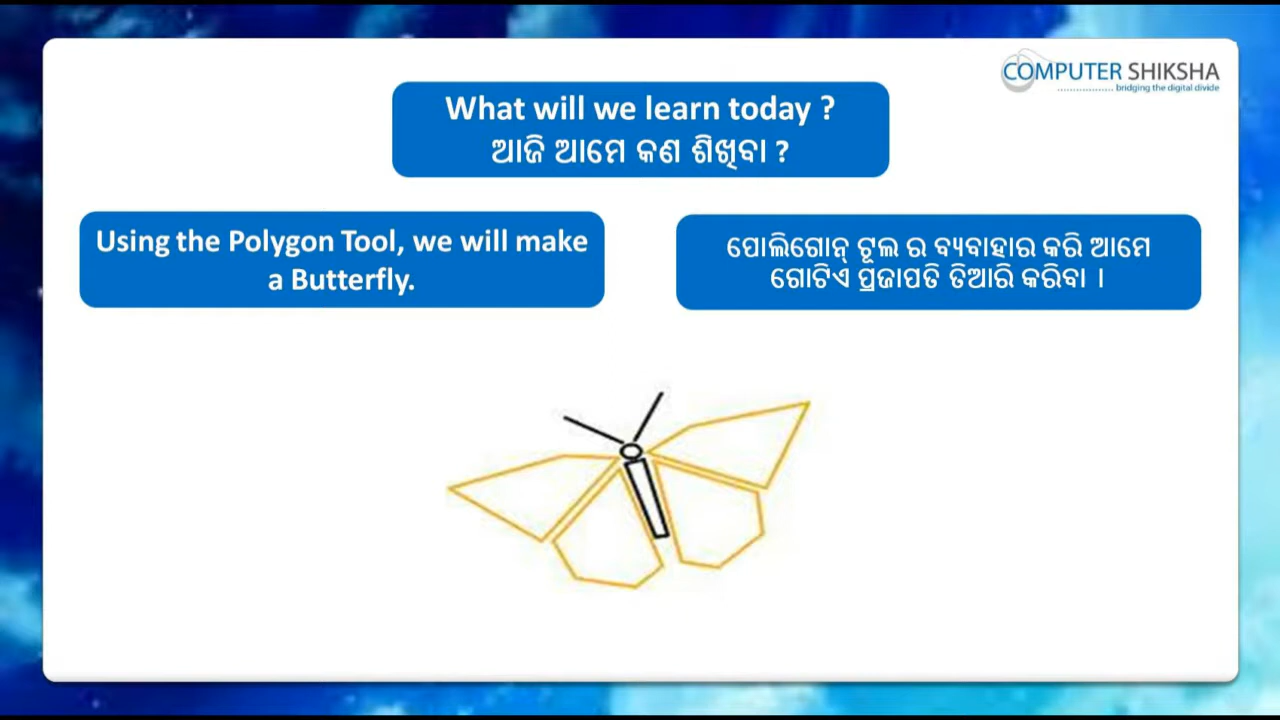 COMPUTER SHIKSHA
bridging the digital divide
What will we learn today ?
ଆଜି ଆମେ କଣ ଶିଖିବା ?
Using the Polygon Tool, we will make
a Butterfly.
ପୋଲିଗୋନ୍ ଟୁଲ ର ବ୍ୟବାହାର କରି ଆମେ
ଗୋଟିଏ ପ୍ରଜାପତି ତିଆରି କରିବା ।